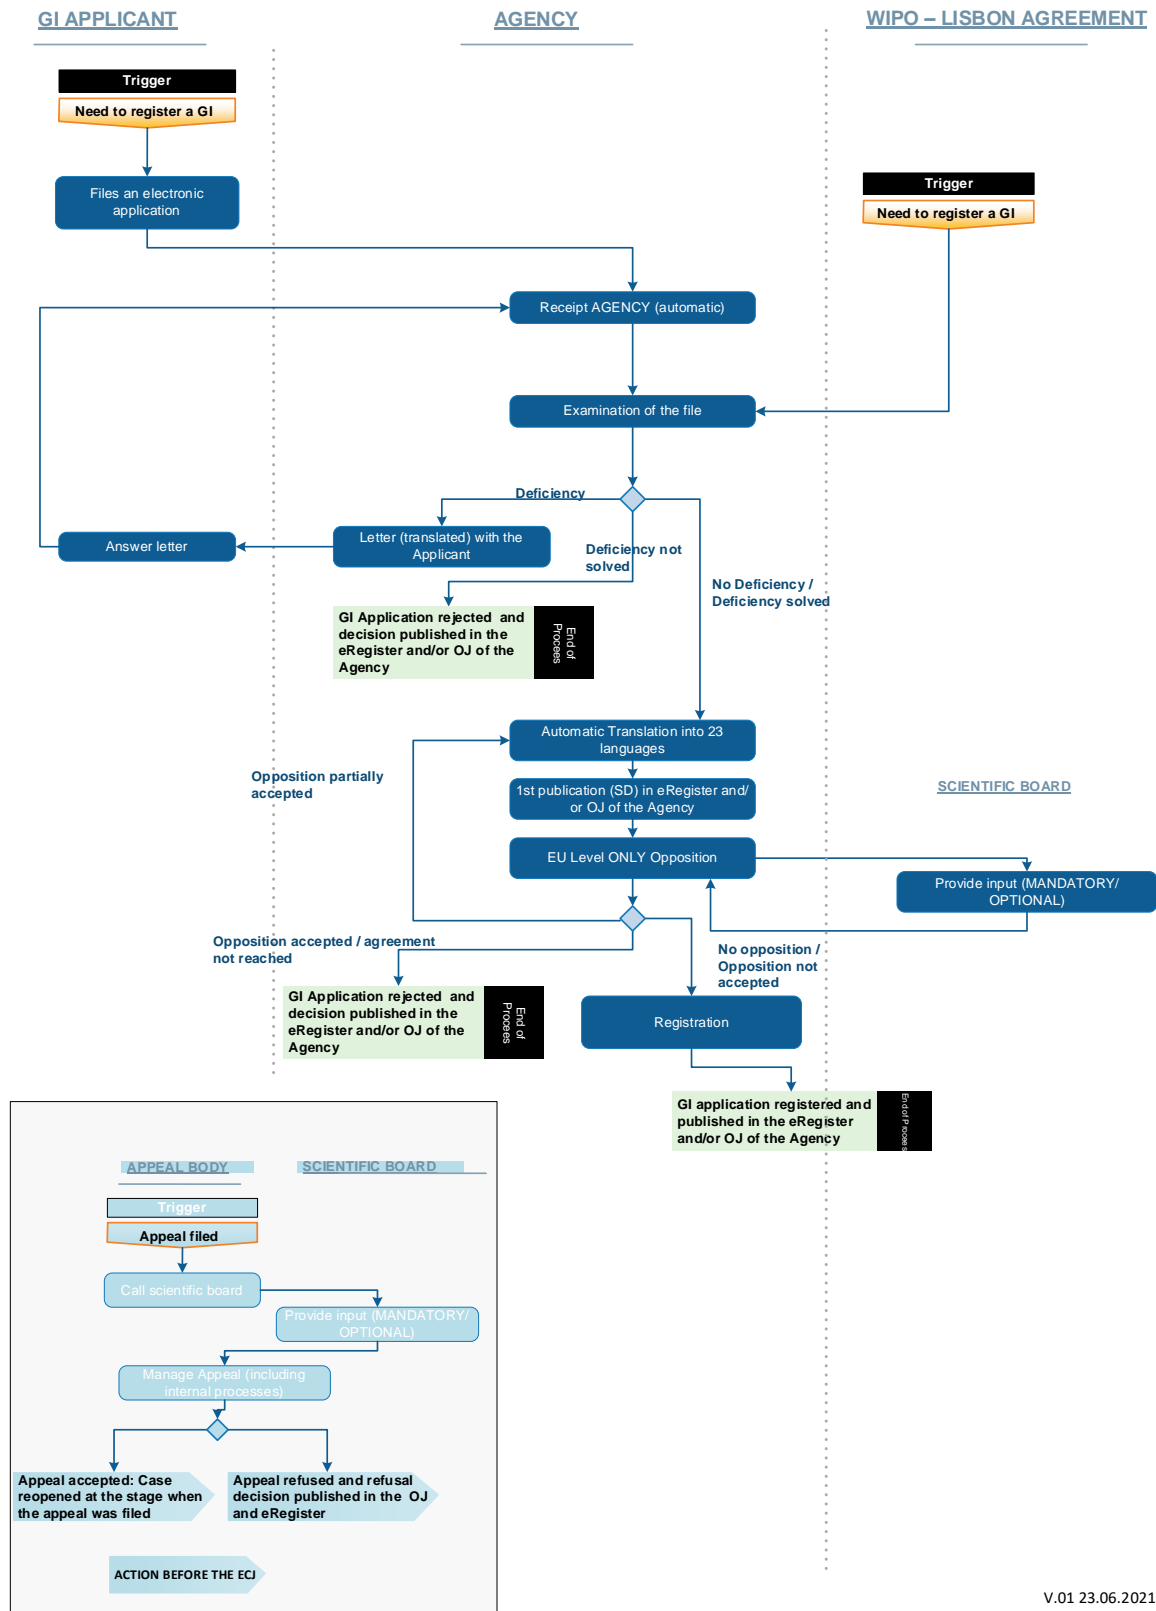 GI APPLICANT
AGENCY
WIPO – LISBON AGREEMENT
Trigger
Need to register a GI
Files an electronic
application
Trigger
Need to register a GI
Receipt AGENCY (automatic)
Examination of the file
Deficiency
Answer letter
Letter (translated) with the
Applicant
Deficiency not
solved
No Deficiency /
Deficiency solved
GI Application rejected and
decision published in the
eRegister and/or OJ of the
Agency
End of
Procees
Automatic Translation into 23
languages
Opposition partially
accepted
1st publication (SD) in eRegister and/
or OJ of the Agency
SCIENTIFIC BOARD
EU Level ONLY Opposition
Provide input (MANDATORY/
OPTIONAL)
Opposition accepted / agreement
not reached
No opposition /
Opposition not
accepted
GI Application rejected and
decision published in the
eRegister and/or OJ of the
Agency
End of
Procees
Registration
GI application registered and
published in the eRegister
and/or OJ of the Agency
End of Procees
APPEAL BODY
SCIENTIFIC BOARD
Trigger
Appeal filed
Call scientific board
Provide input (MANDATORY/
OPTIONAL)
Manage Appeal (including
internal processes)
Appeal accepted: Case
reopened at the stage when
the appeal was filed
Appeal refused and refusal
decision published in the OJ
and eRegister
ACTION BEFORE THE ECJ
V.01 23.06.2021